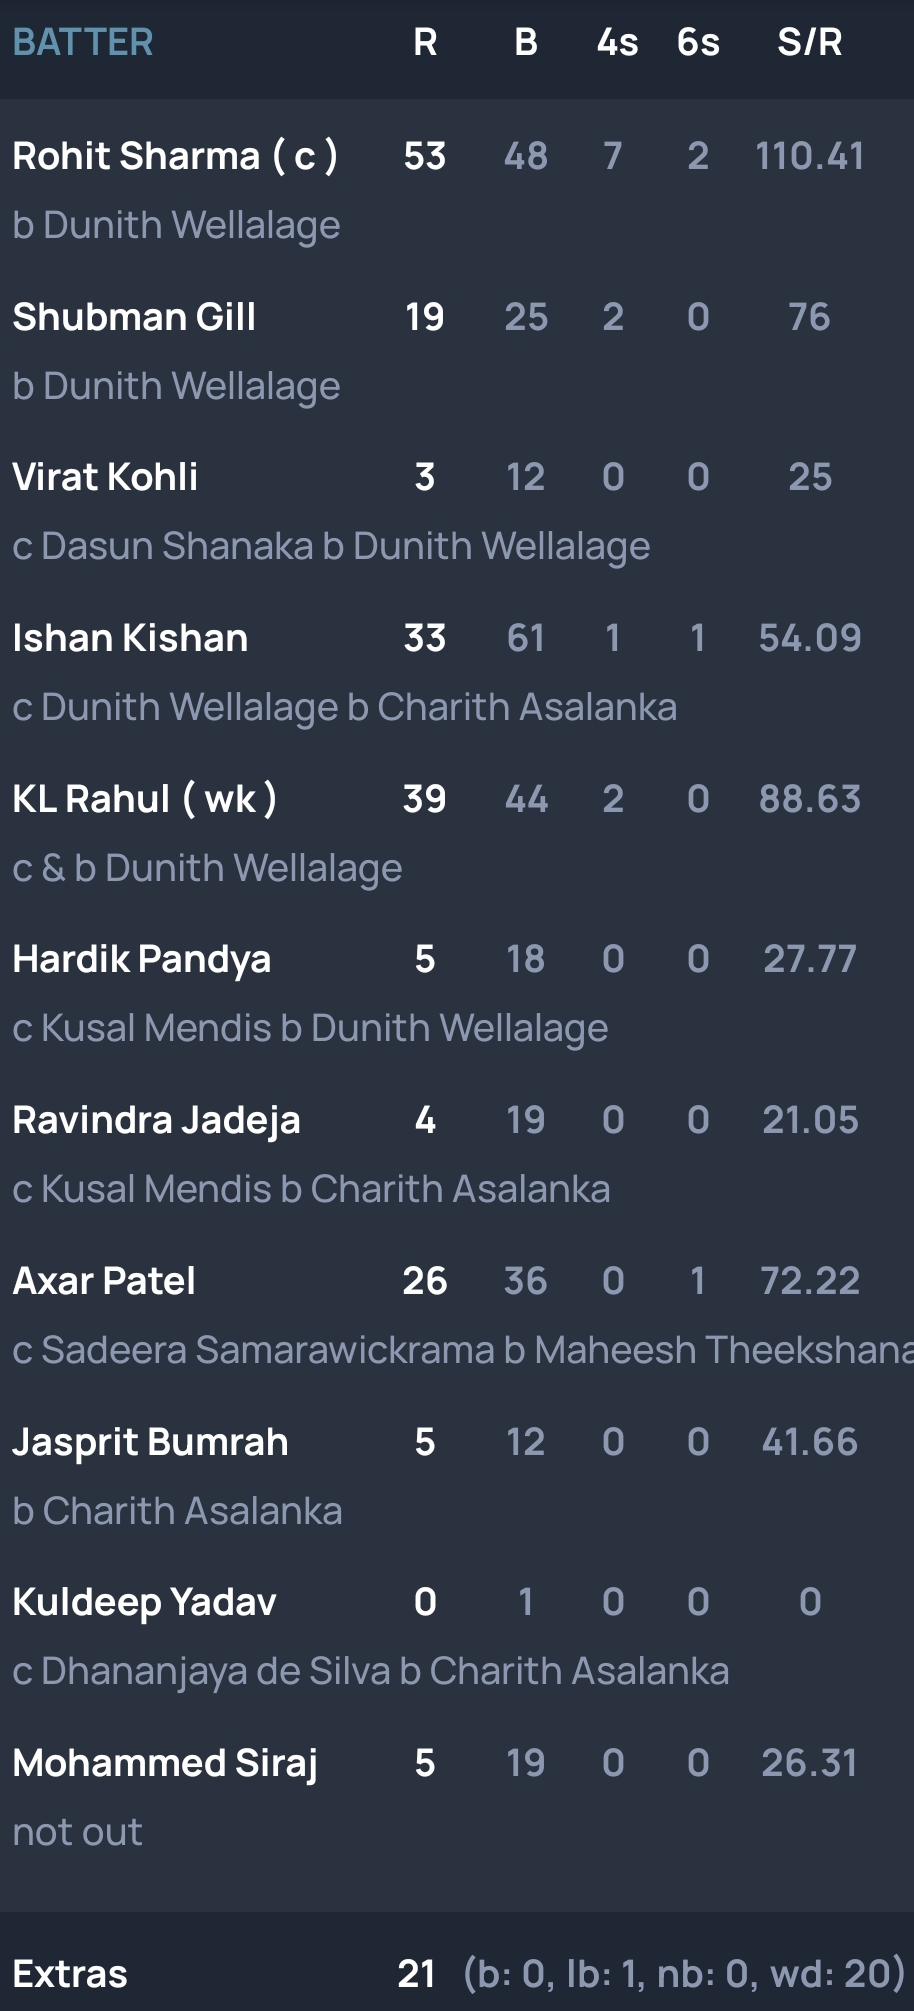 BATTER R B 4s 6s S/R
Rohit Sharma ( c ) 53 48 7 2 110.41
b Dunith Wellalage
Shubman Gill 19 25 2 0 76
b Dunith Wellalage
Virat Kohli 3 12 0 0 25
c Dasun Shanaka b Dunith Wellalage
Ishan Kishan 33 61 1 1 54.09
c Dunith Wellalage b Charith Asalanka
KL Rahul ( wk ) 39 44 2 0 88.63
c & b Dunith Wellalage
Hardik Pandya 5 18 0 0 27.77
c Kusal Mendis b Dunith Wellalage
Ravindra Jadeja 4 19 0 0 21.05
c Kusal Mendis b Charith Asalanka
Axar Patel 26 36 0 1 72.22
c Sadeera Samarawickrama b Maheesh Theekshana
Jasprit Bumrah 5 12 0 0 41.66
b Charith Asalanka
Kuldeep Yadav 0 1 0 0 0
c Dhananjaya de Silva b Charith Asalanka
Mohammed Siraj 5 19 0 0 26.31
not out
Extras 21 (b: 0, lb: 1, nb: 0, wd: 20)